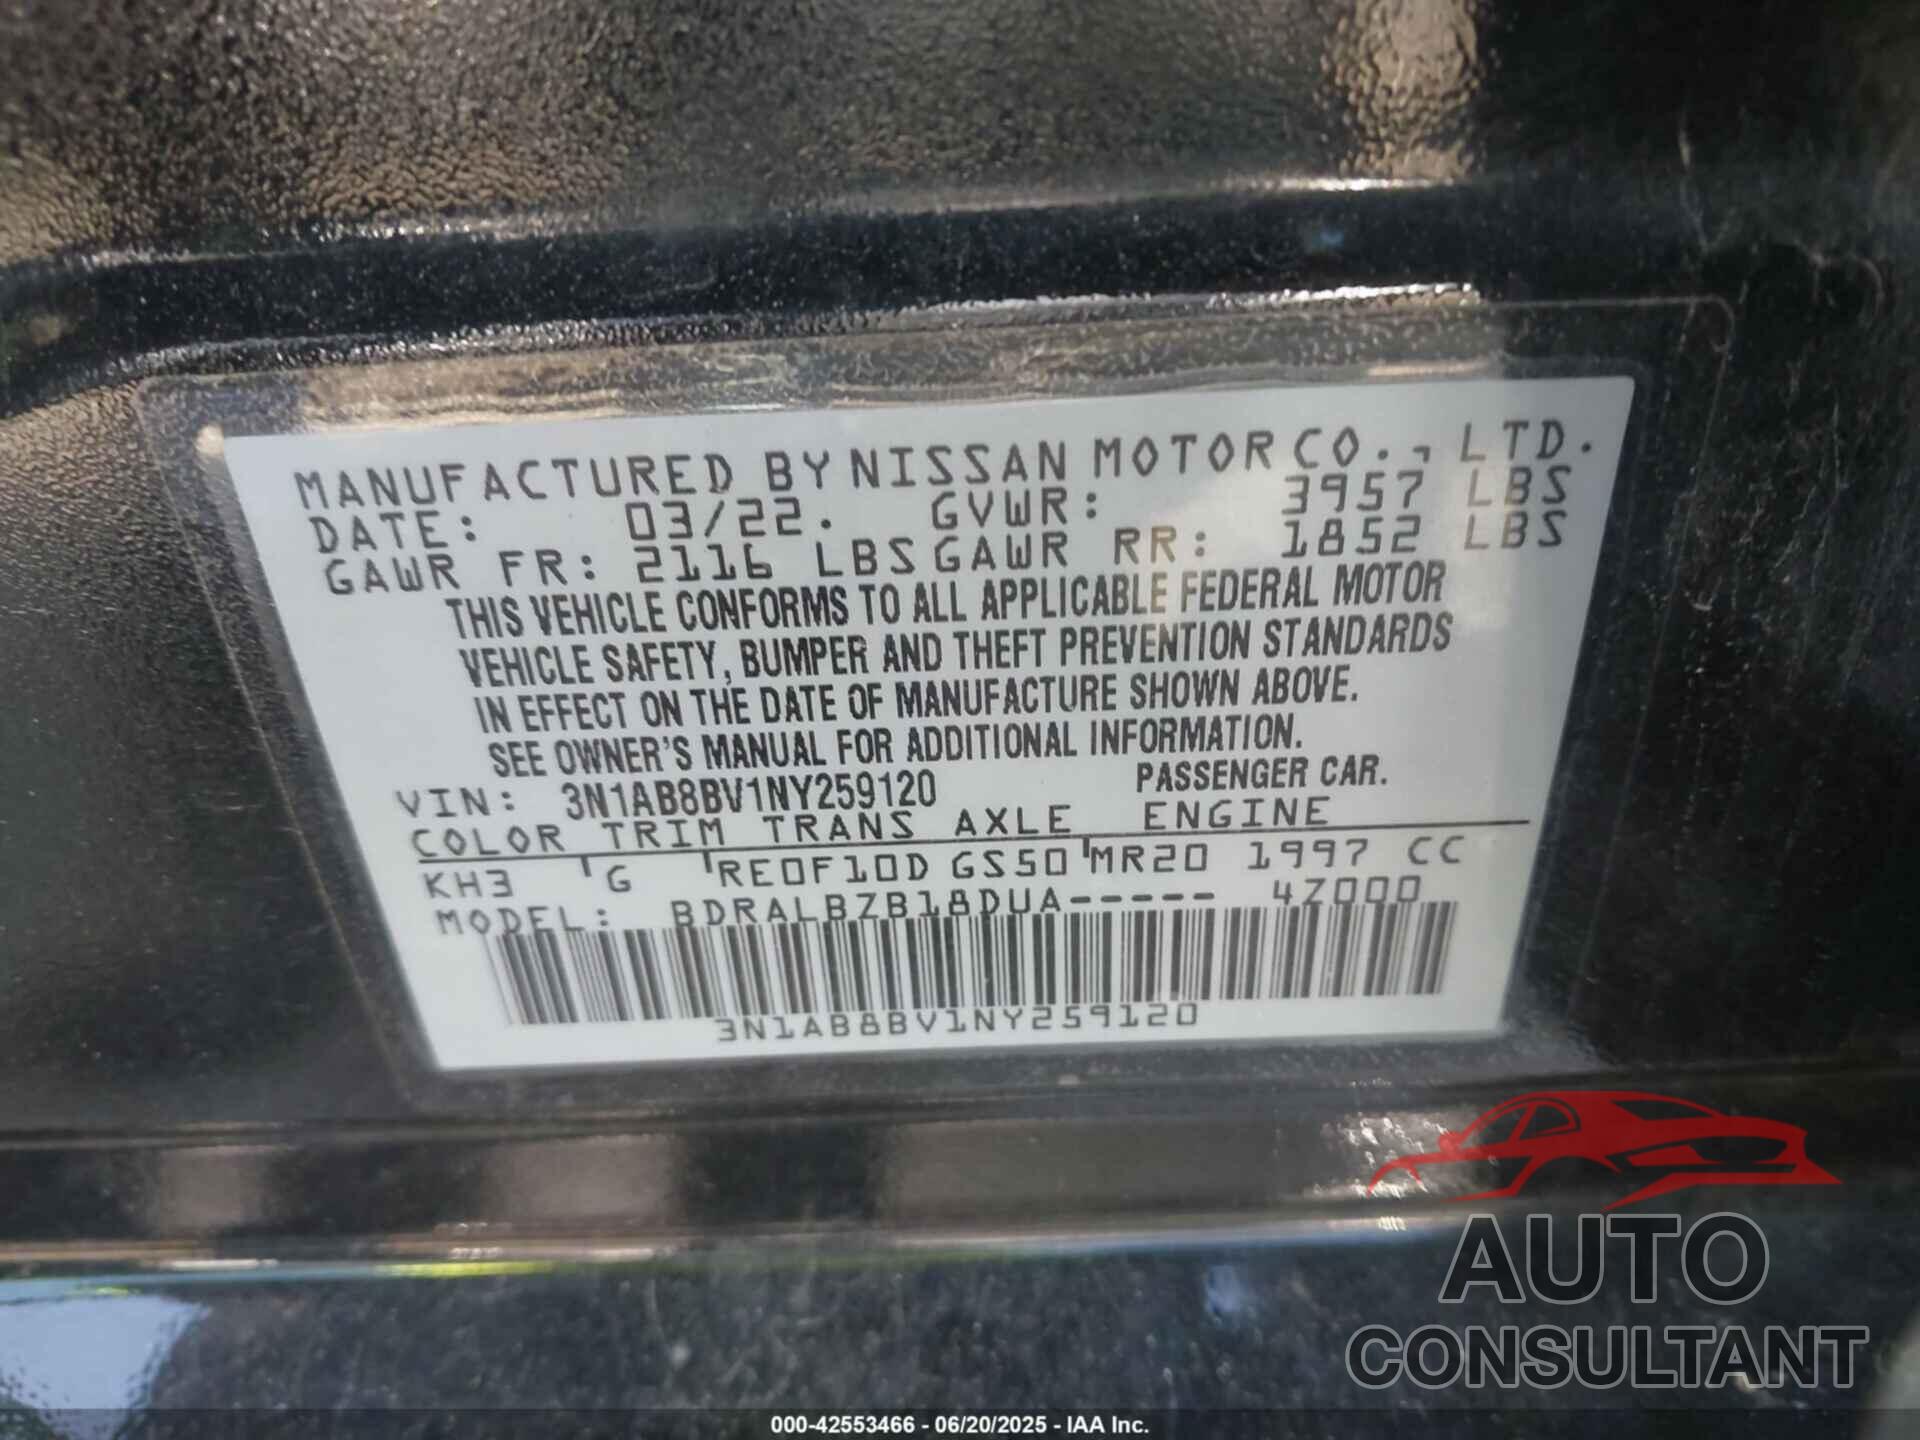 MANUFACTURED BY NISSAN MOTOR CO., LTD.
DATE: 03/22. GVWR: 3957 LBS
GAWR FR: 2116 LBS GAWR RR: 1852 LBS
THIS VEHICLE CONFORMS TO ALL APPLICABLE FEDERAL MOTOR
VEHICLE SAFETY, BUMPER AND THEFT PREVENTION STANDARDS
IN EFFECT ON THE DATE OF MANUFACTURE SHOWN ABOVE.
SEE OWNER'S MANUAL FOR ADDITIONAL INFORMATION.
VIN: 3N1AB8BV1NY259120 PASSENGER CAR.
COLOR TRIM TRANS AXLE ENGINE
KH3 G RE0F10D GS50 MR20 1997 CC
MODEL: BDRALBZB18DUA----- 4Z000
3N1AB8BV1NY259120
AUTO
CONSULTANT
000-42553466 - 06/20/2025 - IAA Inc.